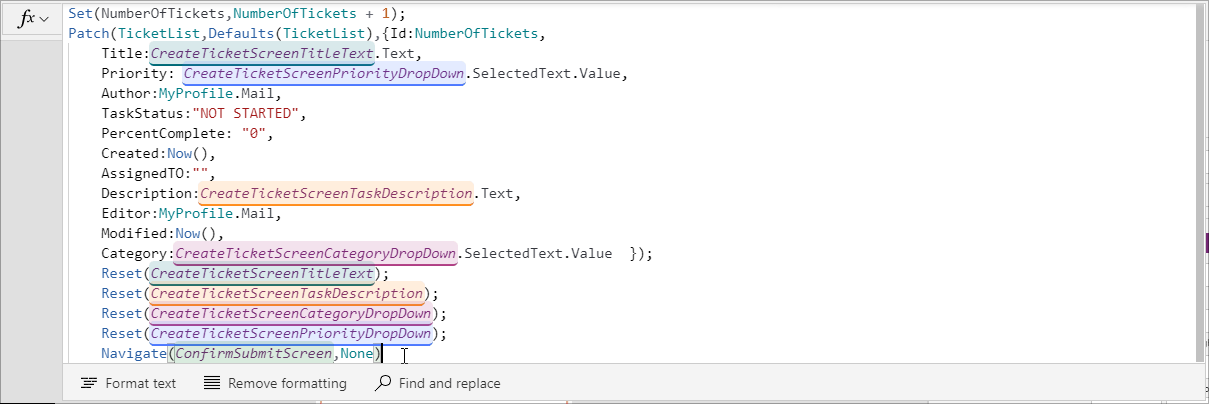 fx
Set(NumberOfTickets,NumberOfTickets + 1);
Patch(TicketList,Defaults(TicketList),{Id:NumberOfTickets,
Title:CreateTicketScreenTitleText.Text,
Priority: CreateTicketScreenPriorityDropDown.SelectedText.Value,
Author:MyProfile.Mail,
TaskStatus:"NOT STARTED",
PercentComplete: "0",
Created:Now(),
AssignedTO:"",
Description:CreateTicketScreenTaskDescription.Text,
Editor:MyProfile.Mail,
Modified:Now(),
Category:CreateTicketScreenCategoryDropDown.SelectedText.Value  });
Reset(CreateTicketScreenTitleText);
Reset(CreateTicketScreenTaskDescription);
Reset(CreateTicketScreenCategoryDropDown);
Reset(CreateTicketScreenPriorityDropDown);
Navigate(ConfirmSubmitScreen,None)
Format text
Remove formatting
Find and replace